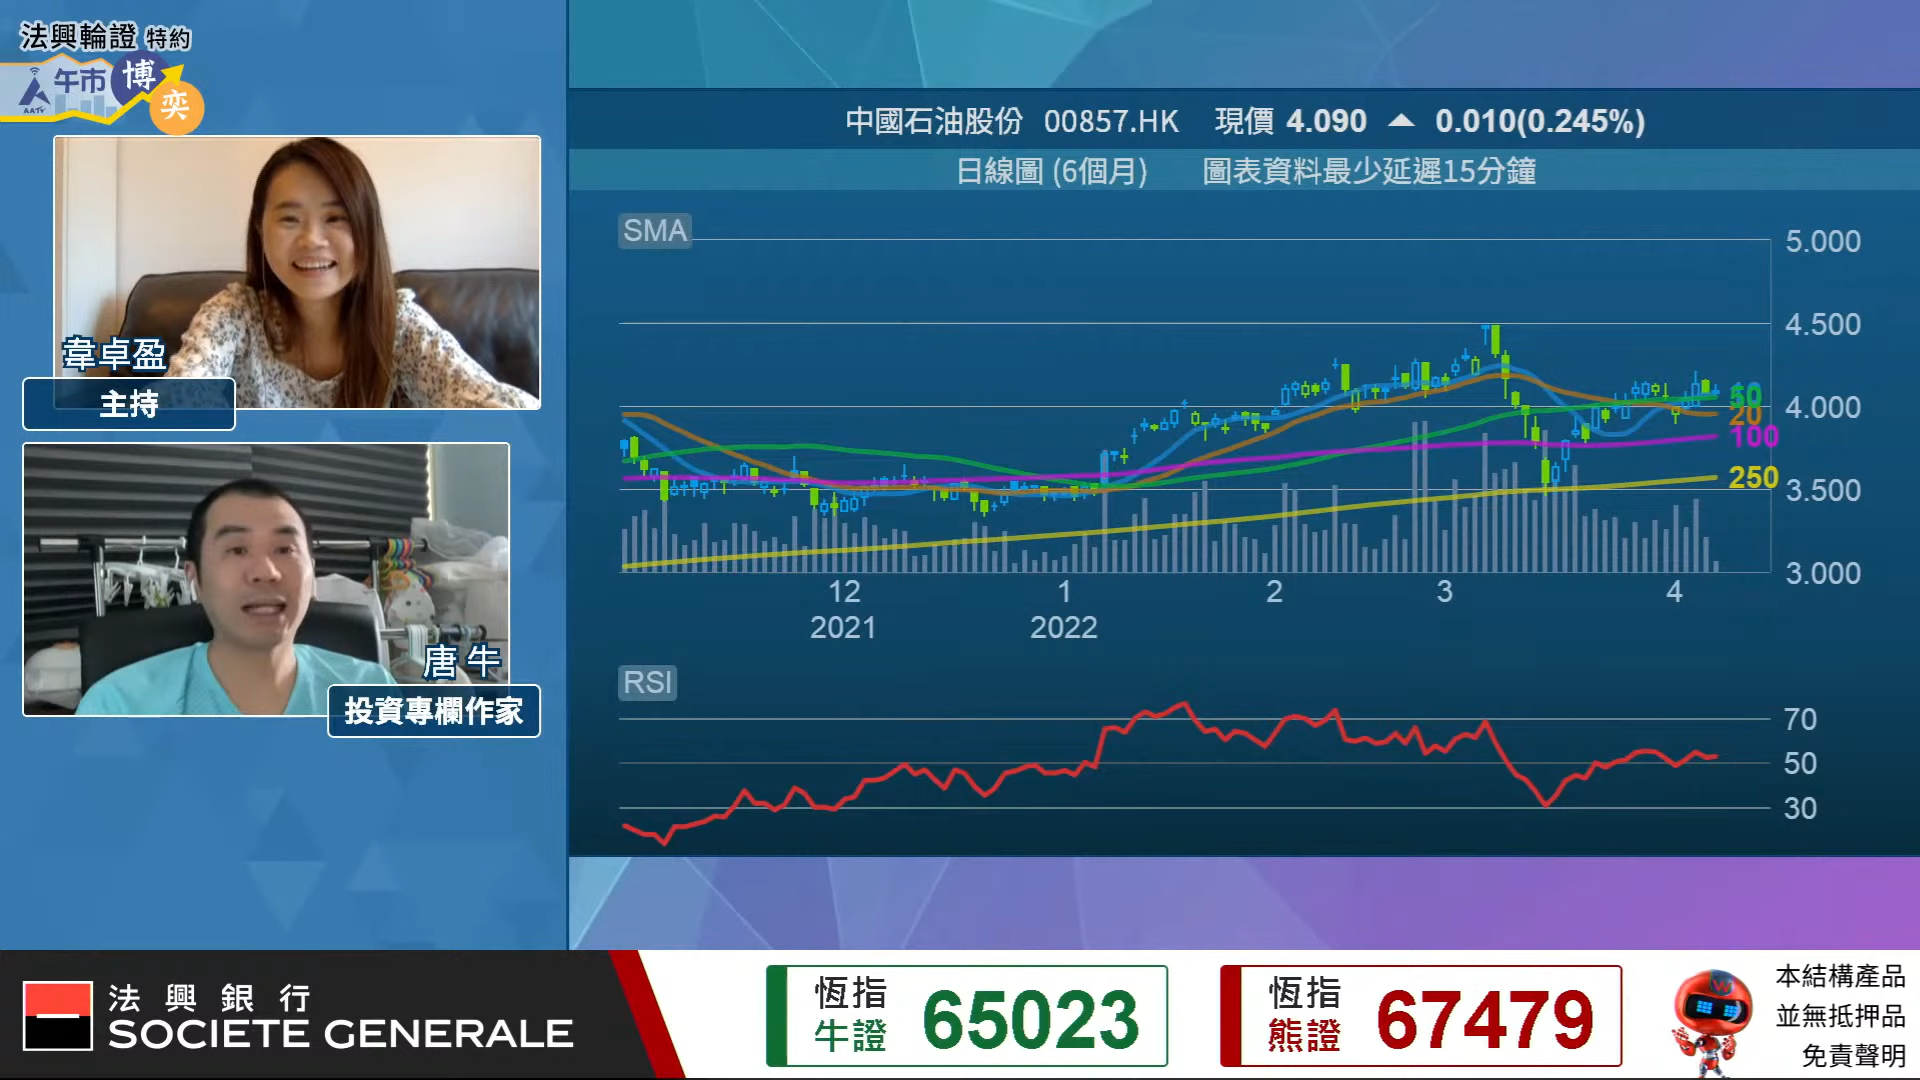 法興輪證 特約
午市 博
AATV
奕
韋卓盈
主持
唐 牛
投資專欄作家
中國石油股份 00857.HK 現價 4.090 0.010(0.245%)
日線圖 (6個月) 圖表資料最少延遲15分鐘
SMA
5.000
4.500
4.000
3.500
3.000
50
20
100
250
12 1 2 3 4
2021 2022
RSI
70
50
30
法興銀行
SOCIETE GENERALE
恆指
牛證
65023
恆指
熊證
67479
W
本結構產品
並無抵押品
免責聲明